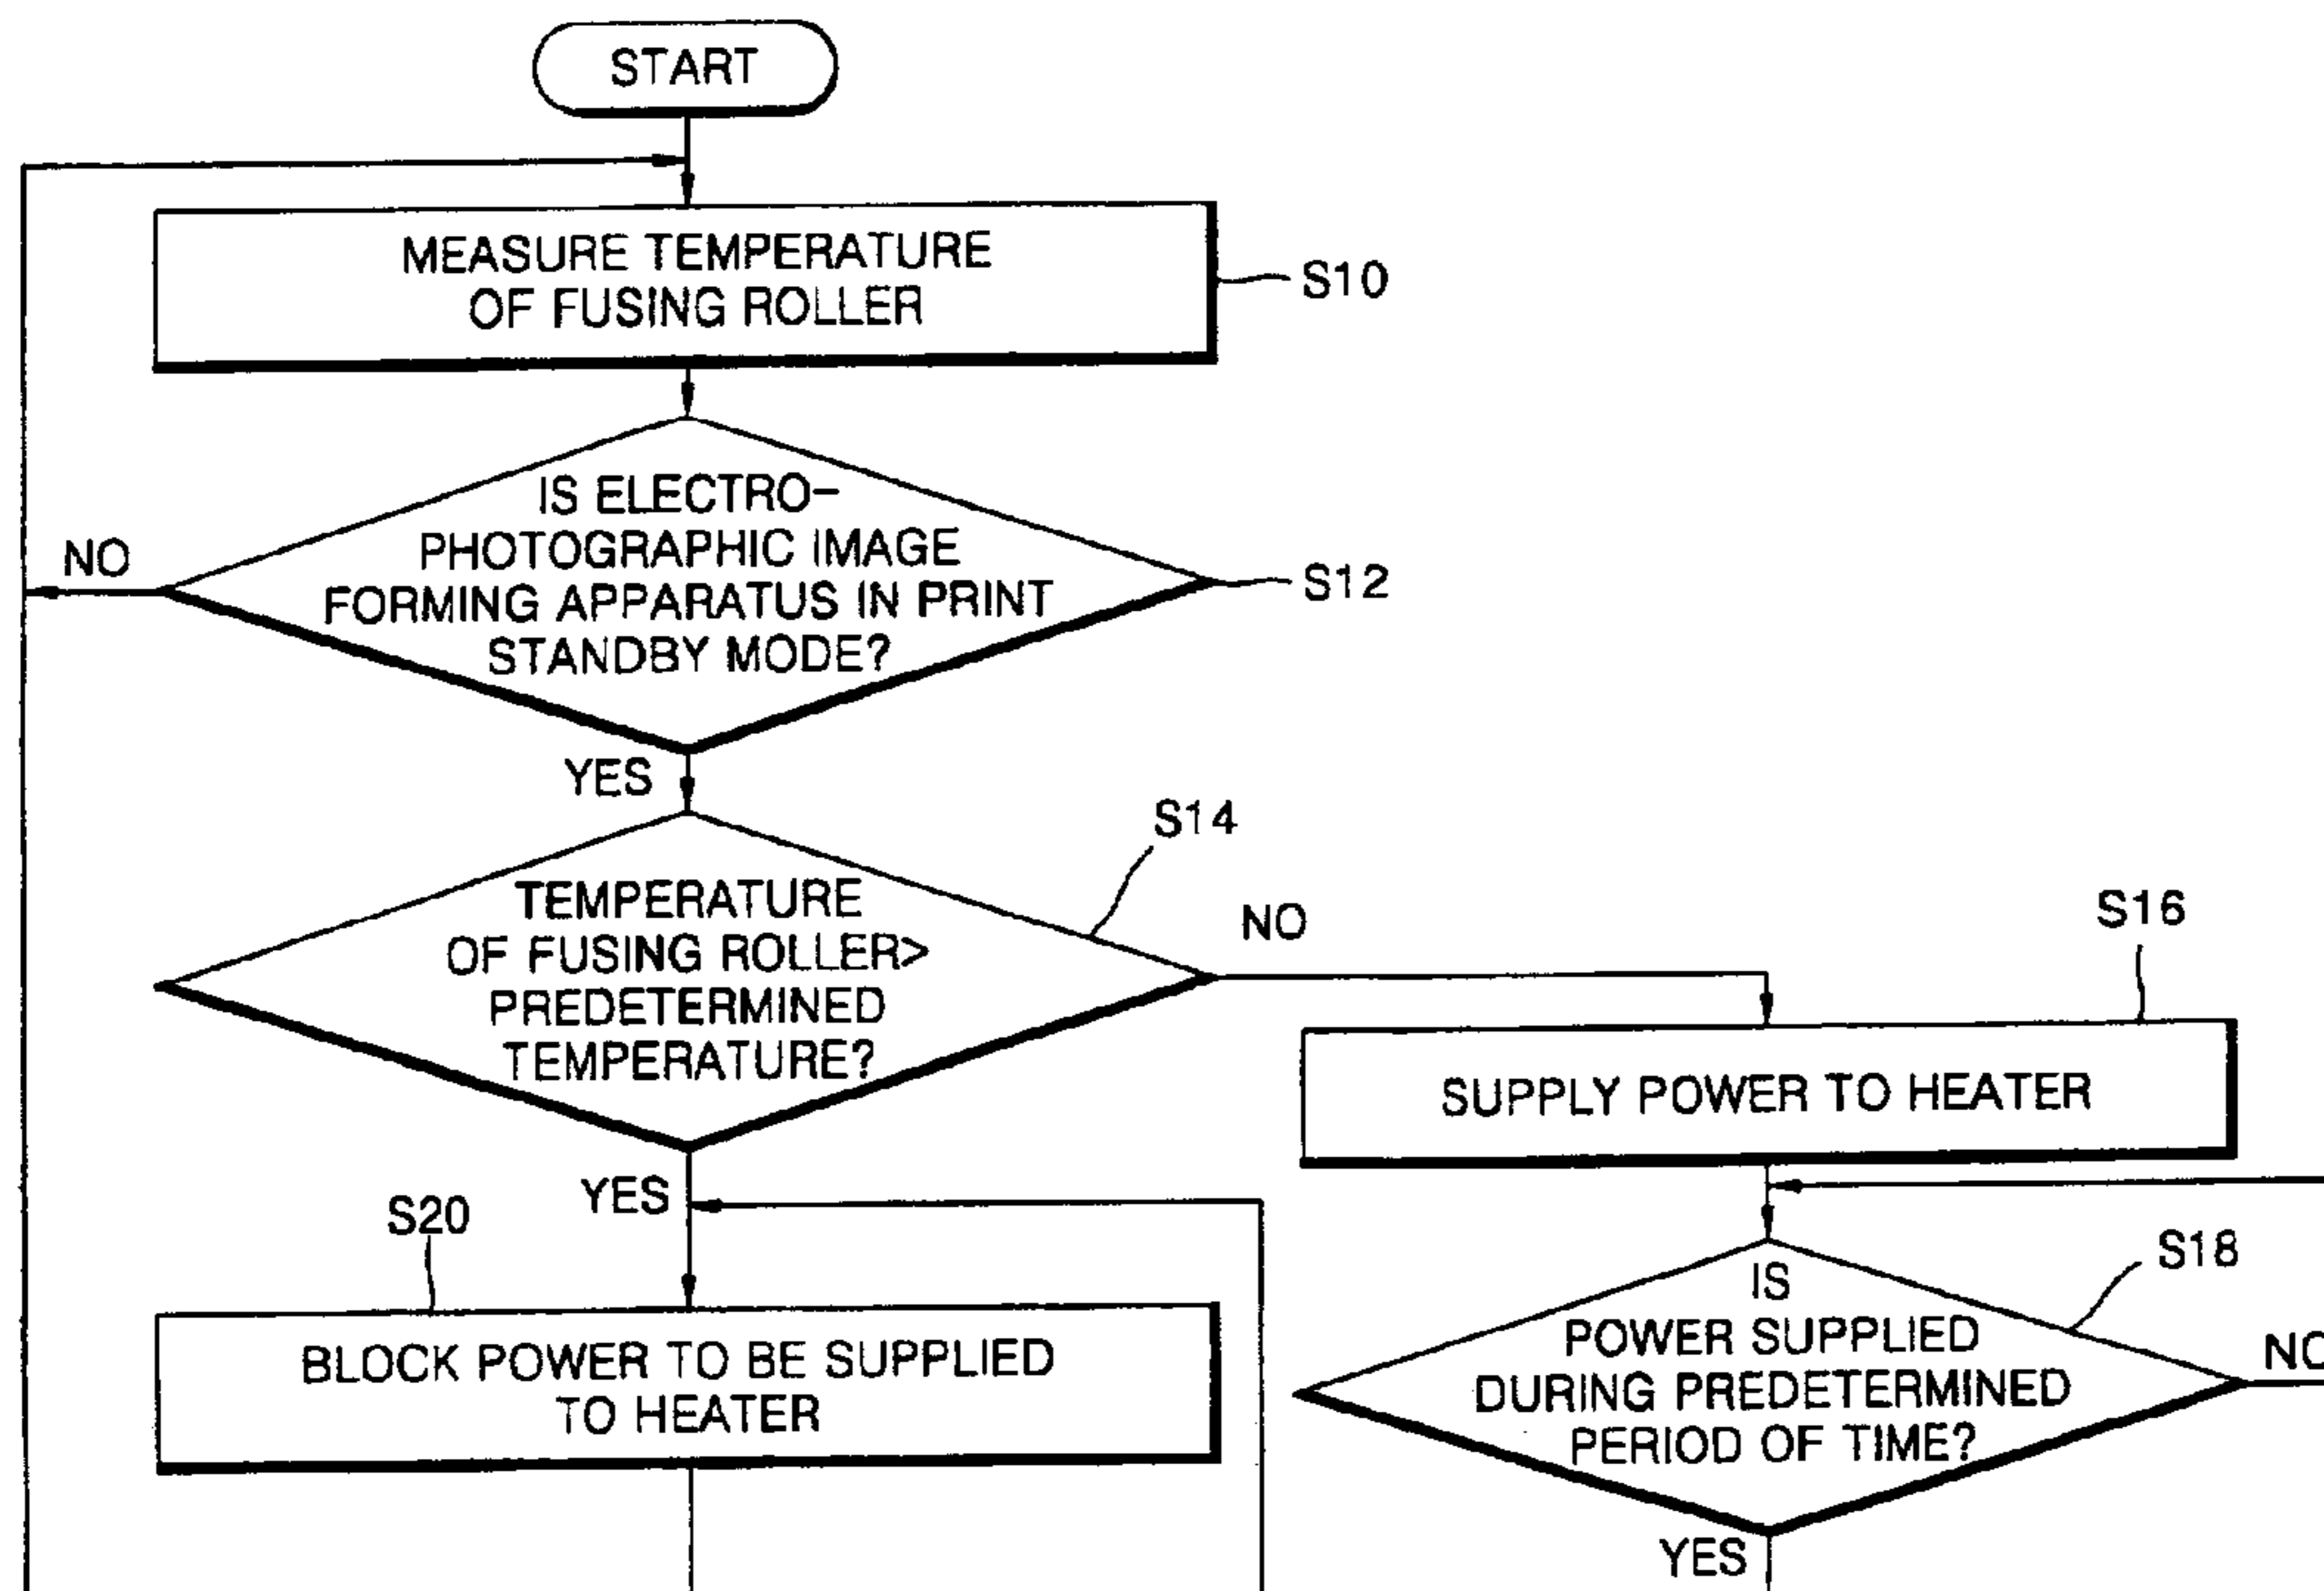 START
MEASURE TEMPERATURE
OF FUSING ROLLER
S10
IS ELECTRO-
PHOTOGRAPHIC IMAGE
FORMING APPARATUS IN PRINT
STANDBY MODE?
S12
NO
YES
S14
TEMPERATURE
OF FUSING ROLLER>
PREDETERMINED
TEMPERATURE?
NO
S16
SUPPLY POWER TO HEATER
YES
S20
BLOCK POWER TO BE SUPPLIED
TO HEATER
S18
IS
POWER SUPPLIED
DURING PREDETERMINED
PERIOD OF TIME?
NO
YES